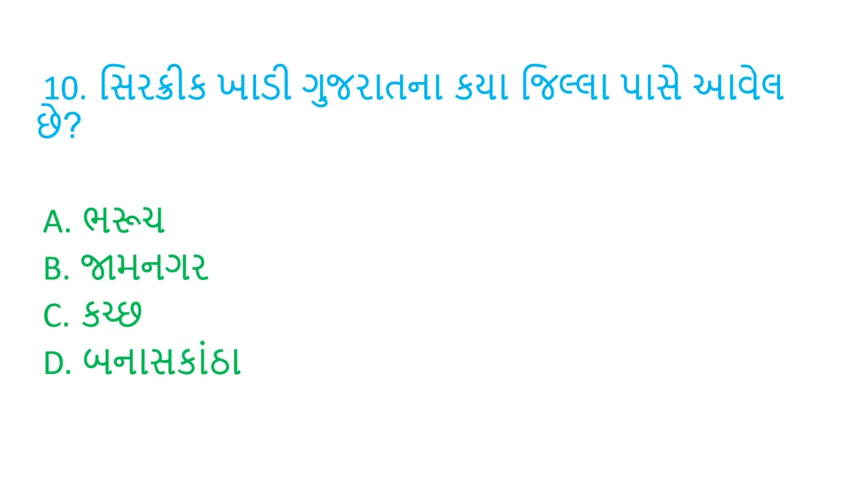 10. સિરક્રીક ખાડી ગુજરાતના કયા જિલ્લા પાસે આવેલ
છે?
A. ભરૂચ
B. જામનગર
C. કચ્છ
D. બનાસકાંઠા